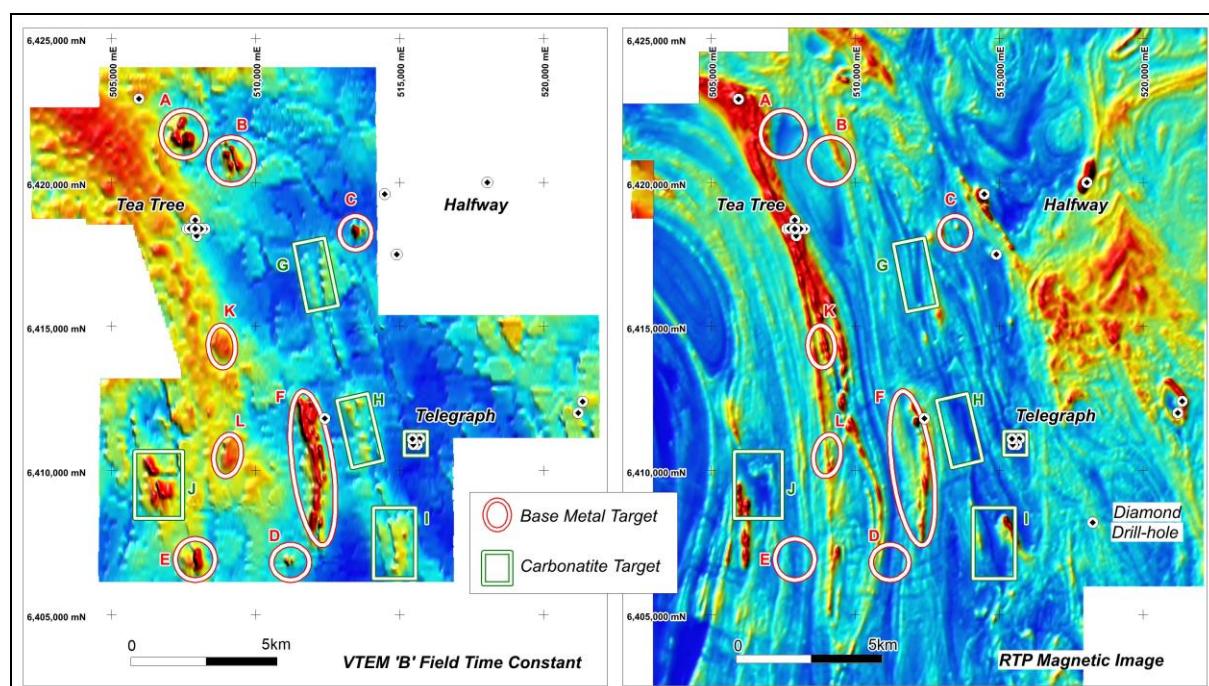 6,425,000 mN
505,000 mE
510,000 mE
515,000 mE
520,000 mE
A
B
6,420,000 mN
Tea Tree
C
Halfway
G
6,415,000 mN
K
F
H
Telegraph
L
6,410,000 mN
J
I
D
E
6,405,000 mN
0
5km
VTEM 'B' Field Time Constant
Base Metal Target
Carbonatite Target
6,425,000 mN
505,000 mE
510,000 mE
515,000 mE
520,000 mE
A
B
6,420,000 mN
Tea Tree
C
Halfway
G
6,415,000 mN
K
F
H
Telegraph
L
6,410,000 mN
J
I
Diamond
Drill-hole
D
E
6,405,000 mN
0
5km
RTP Magnetic Image